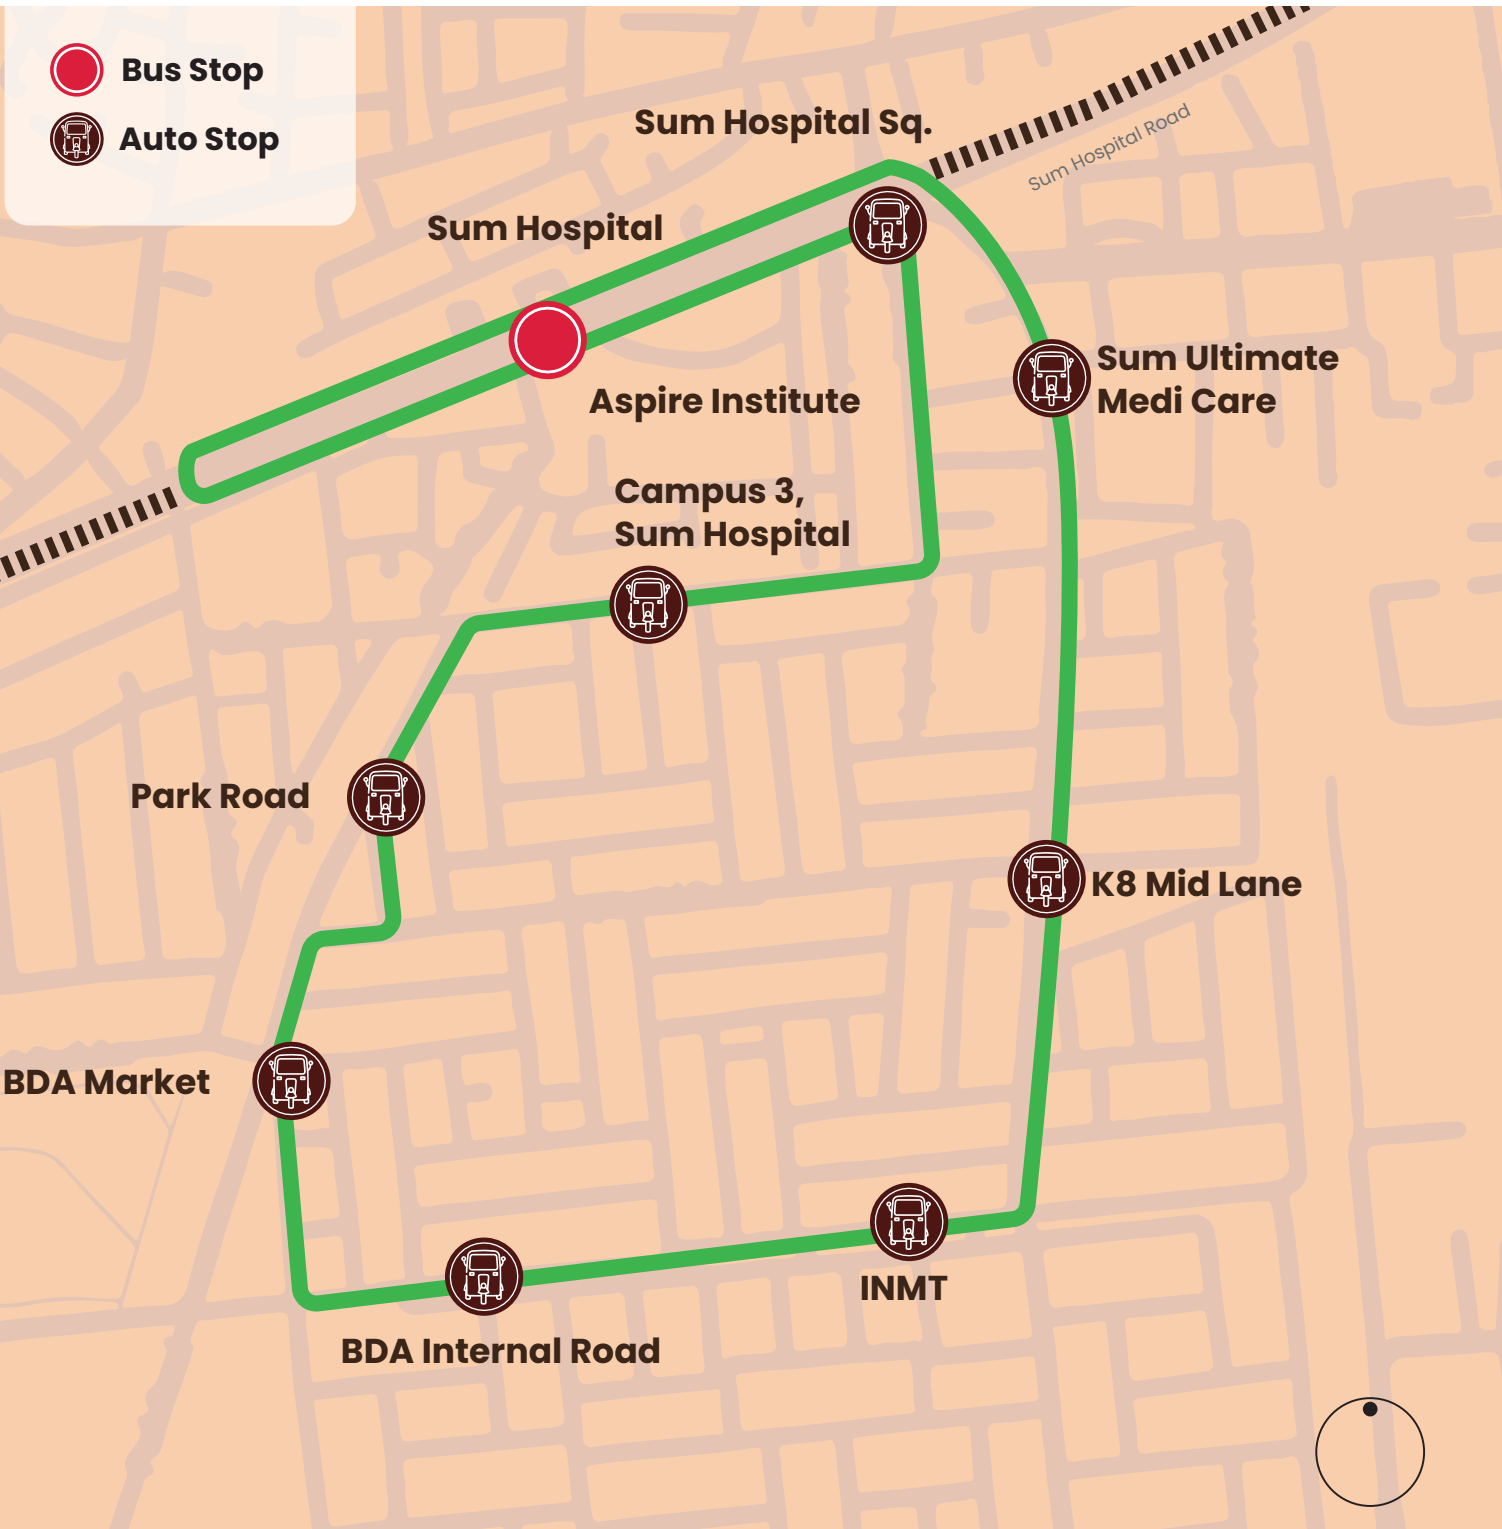 Bus Stop
Auto Stop
Sum Hospital Sq.
Sum Hospital Road
Sum Hospital
Sum Ultimate
Medi Care
Aspire Institute
Campus 3,
Sum Hospital
Park Road
K8 Mid Lane
BDA Market
INMT
BDA Internal Road